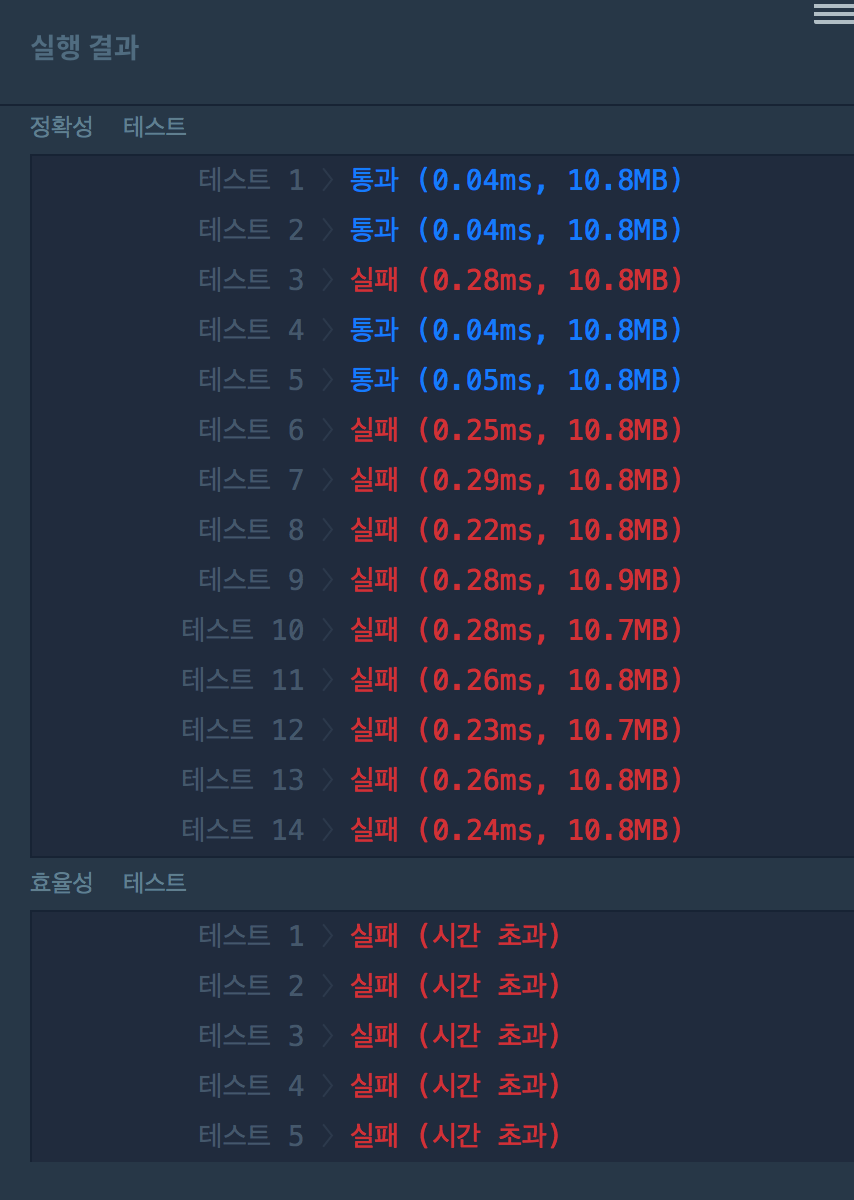 실행 결과
정확성 테스트
테스트 1 〉 통과 (0.04ms, 10.8MB)
테스트 2 〉 통과 (0.04ms, 10.8MB)
테스트 3 〉 실패 (0.28ms, 10.8MB)
테스트 4 〉 통과 (0.04ms, 10.8MB)
테스트 5 〉 통과 (0.05ms, 10.8MB)
테스트 6 〉 실패 (0.25ms, 10.8MB)
테스트 7 〉 실패 (0.29ms, 10.8MB)
테스트 8 〉 실패 (0.22ms, 10.8MB)
테스트 9 〉 실패 (0.28ms, 10.9MB)
테스트 10 〉 실패 (0.28ms, 10.7MB)
테스트 11 〉 실패 (0.26ms, 10.8MB)
테스트 12 〉 실패 (0.23ms, 10.7MB)
테스트 13 〉 실패 (0.26ms, 10.8MB)
테스트 14 〉 실패 (0.24ms, 10.8MB)
효율성 테스트
테스트 1 〉 실패 (시간 초과)
테스트 2 〉 실패 (시간 초과)
테스트 3 〉 실패 (시간 초과)
테스트 4 〉 실패 (시간 초과)
테스트 5 〉 실패 (시간 초과)